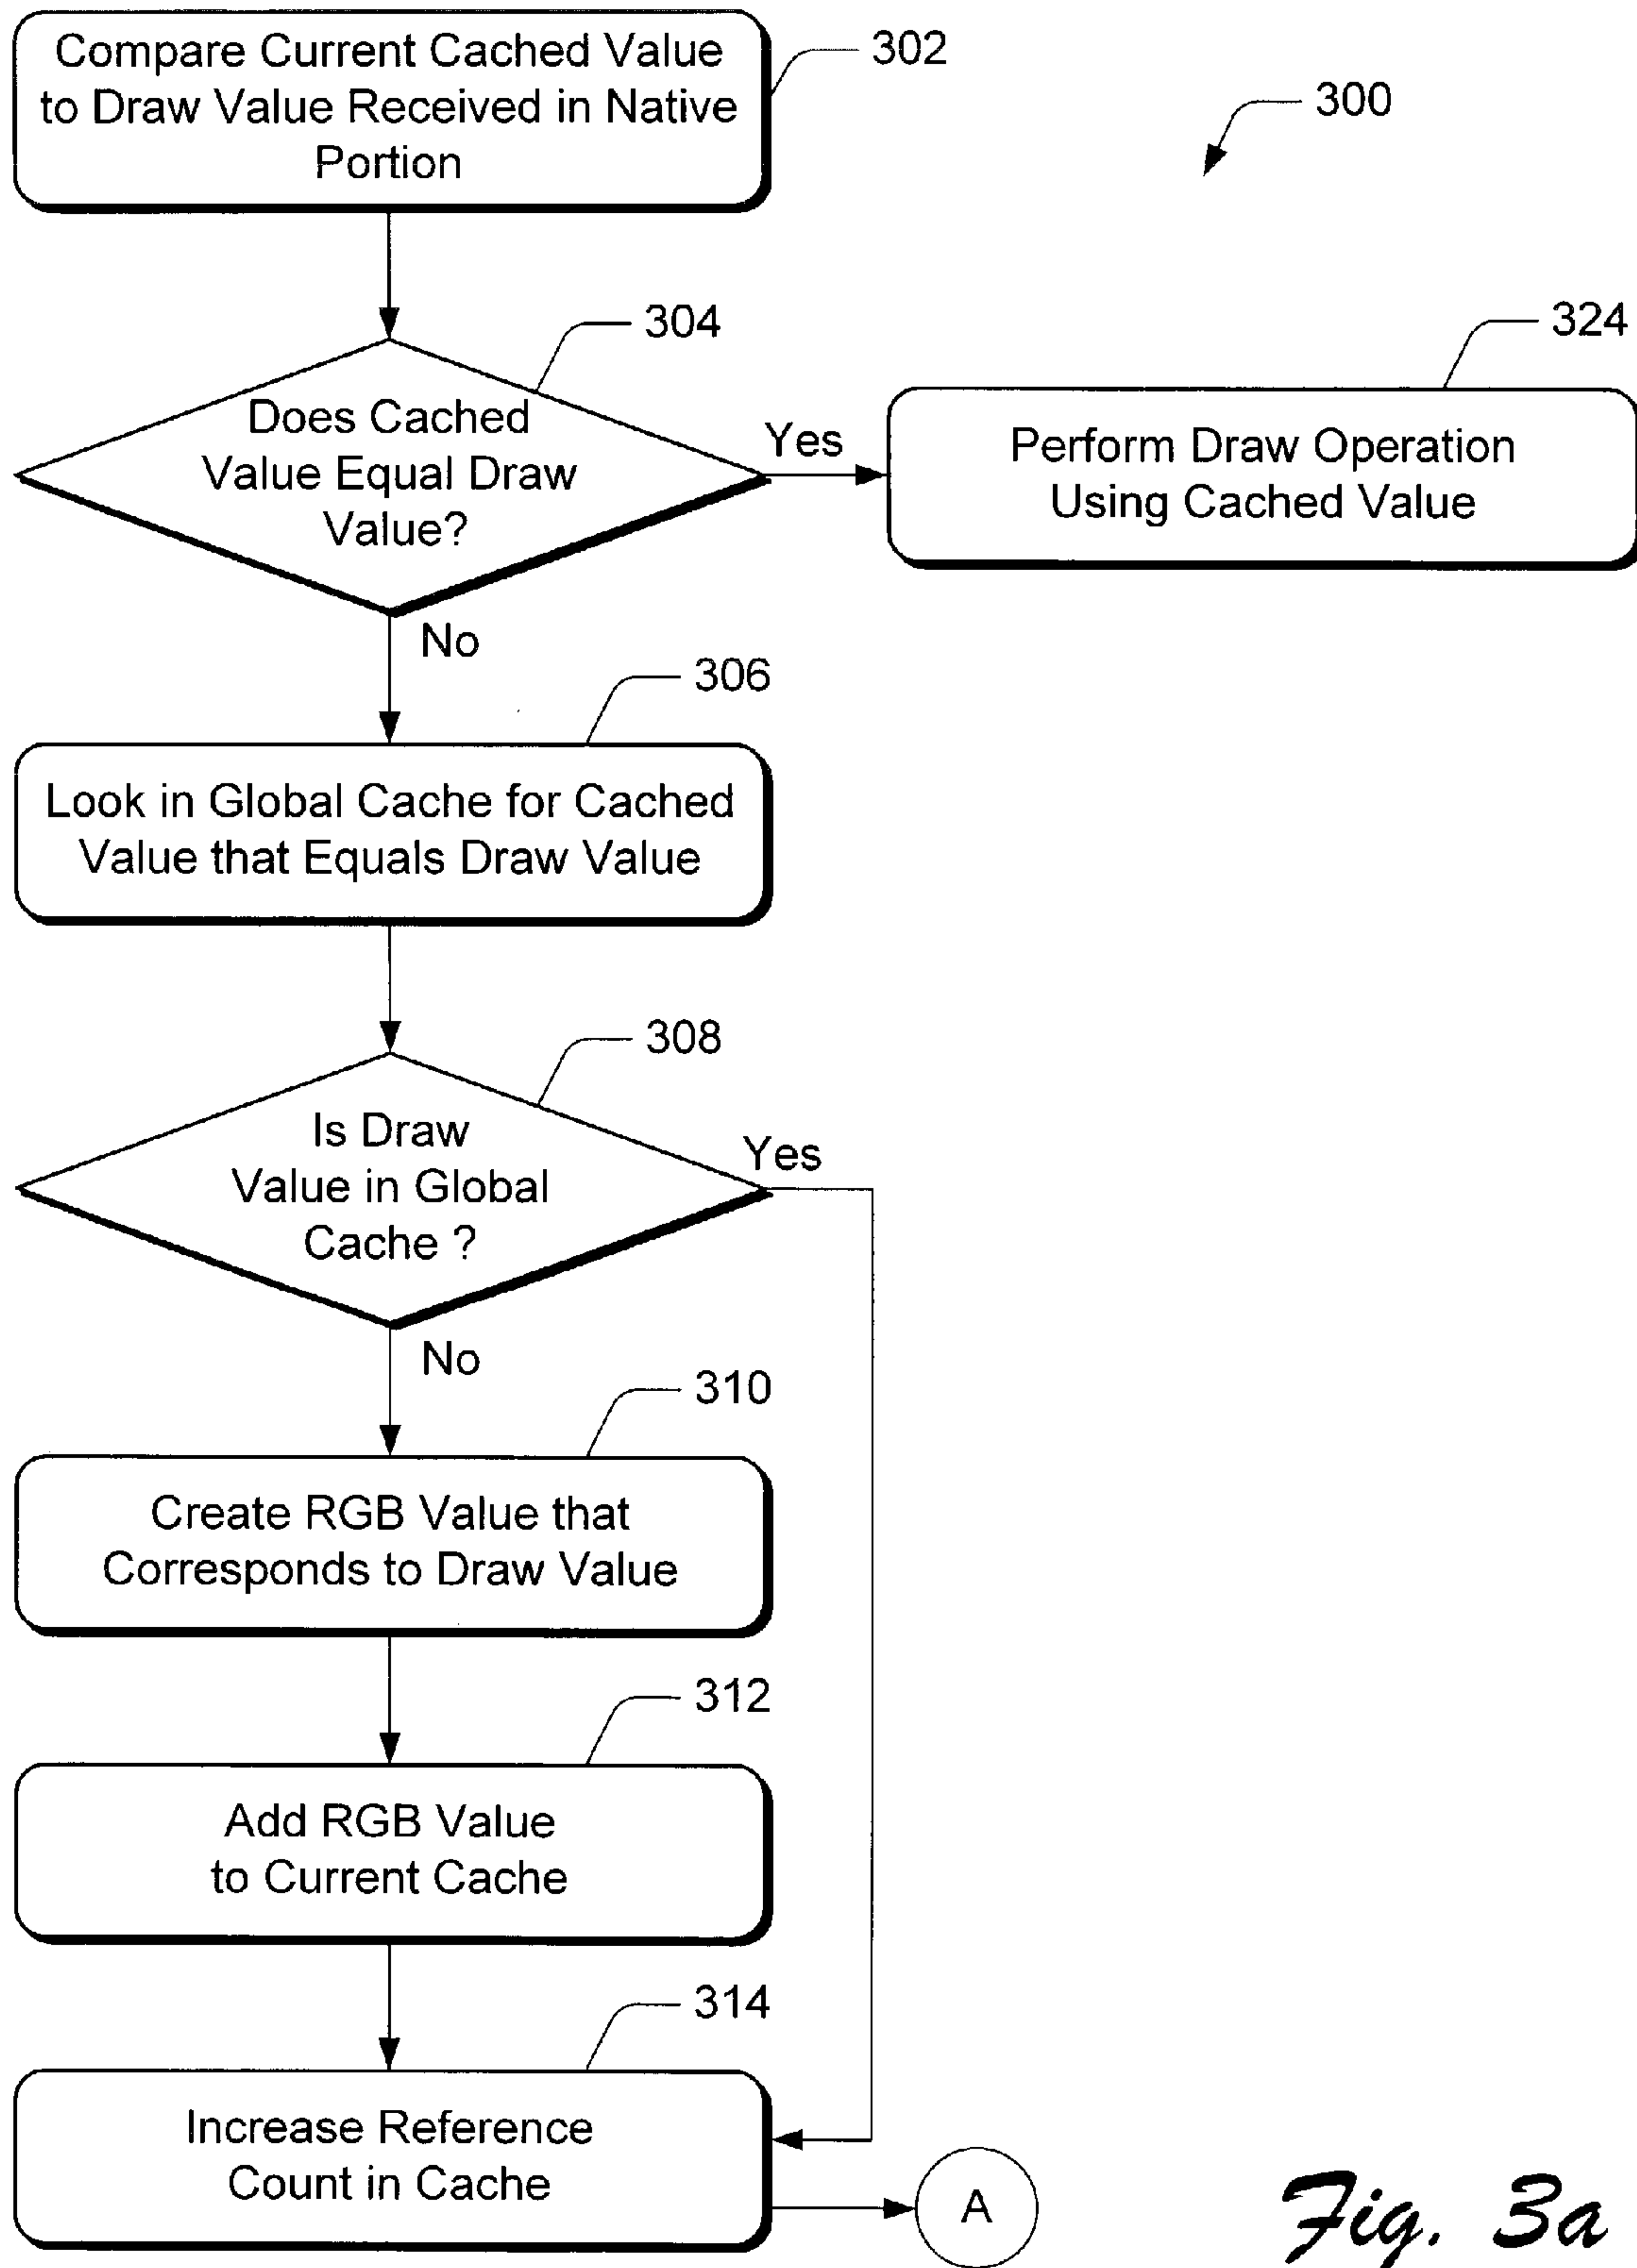 Compare Current Cached Value
to Draw Value Received in Native
Portion
302
300
304
Does Cached
Value Equal Draw
Value?
Yes
324
Perform Draw Operation
Using Cached Value
No
306
Look in Global Cache for Cached
Value that Equals Draw Value
308
Is Draw
Value in Global
Cache ?
Yes
No
310
Create RGB Value that
Corresponds to Draw Value
312
Add RGB Value
to Current Cache
314
Increase Reference
Count in Cache
A
Fig. 3a